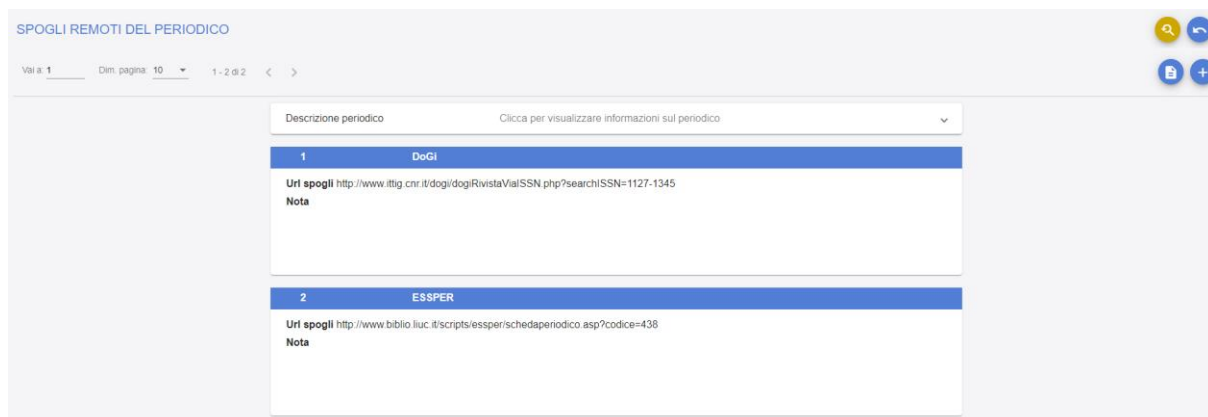 SPOGLI REMOTI DEL PERIODICO
Vai a: 1 Dim. pagina: 10 1 - 2 di 2
Descrizione periodico Clicca per visualizzare informazioni sul periodico
1 DoGi
Url spogli http://www.ittig.cnr.it/dogi/dogiRivistaViaISSN.php?searchISSN=1127-1345
Nota
2 ESSPER
Url spogli http://www.biblio.liuc.it/scripts/essper/schedaperiodico.asp?codice=438
Nota